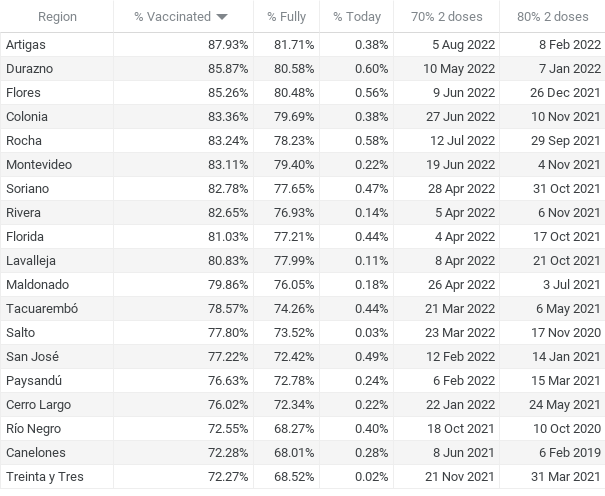 Region % Vaccinated % Fully % Today 70% 2 doses 80% 2 doses
Artigas 87.93% 81.71% 0.38% 5 Aug 2022 8 Feb 2022
Durazno 85.87% 80.58% 0.60% 10 May 2022 7 Jan 2022
Flores 85.26% 80.48% 0.56% 9 Jun 2022 26 Dec 2021
Colonia 83.36% 79.69% 0.38% 27 Jun 2022 10 Nov 2021
Rocha 83.24% 78.23% 0.58% 12 Jul 2022 29 Sep 2021
Montevideo 83.11% 79.40% 0.22% 19 Jun 2022 4 Nov 2021
Soriano 82.78% 77.65% 0.47% 28 Apr 2022 31 Oct 2021
Rivera 82.65% 76.93% 0.14% 5 Apr 2022 6 Nov 2021
Florida 81.03% 77.21% 0.44% 4 Apr 2022 17 Oct 2021
Lavalleja 80.83% 77.99% 0.11% 8 Apr 2022 21 Oct 2021
Maldonado 79.86% 76.05% 0.18% 26 Apr 2022 3 Jul 2021
Tacuarembó 78.57% 74.26% 0.44% 21 Mar 2022 6 May 2021
Salto 77.80% 73.52% 0.03% 23 Mar 2022 17 Nov 2020
San José 77.22% 72.42% 0.49% 12 Feb 2022 14 Jan 2021
Paysandú 76.63% 72.78% 0.24% 6 Feb 2022 15 Mar 2021
Cerro Largo 76.02% 72.34% 0.22% 22 Jan 2022 24 May 2021
Río Negro 72.55% 68.27% 0.40% 18 Oct 2021 10 Oct 2020
Canelones 72.28% 68.01% 0.28% 8 Jun 2021 6 Feb 2019
Treinta y Tres 72.27% 68.52% 0.02% 21 Nov 2021 31 Mar 2021